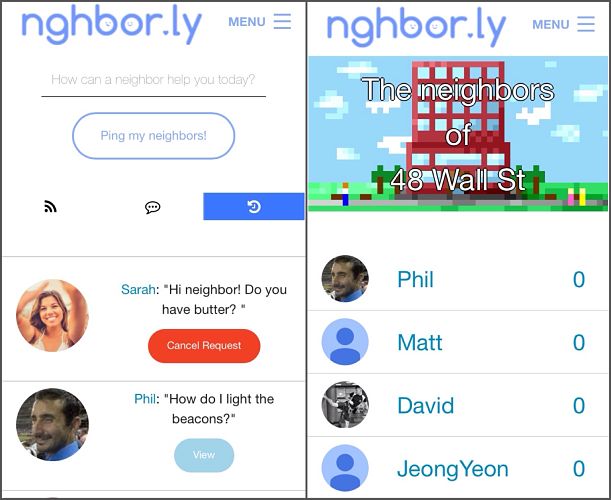 nghbor.ly MENU
How can a neighbor help you today?
Ping my neighbors!
Sarah: "Hi neighbor! Do you
have butter? "
Cancel Request
Phil: "How do I light the
beacons?"
View
nghbor.ly MENU
The neighbors
of
48 Wall St
Phil 0
Matt 0
David 0
JeongYeon 0